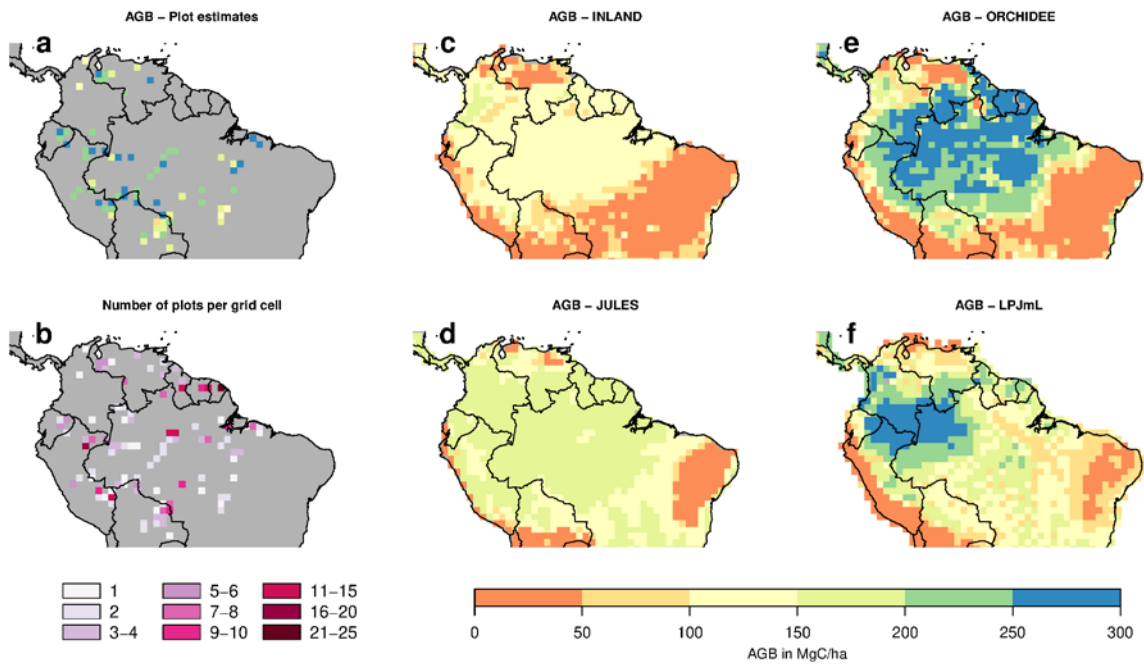 AGB – Plot estimates
a
AGB – INLAND
c
AGB – ORCHIDEE
e
Number of plots per grid cell
b
AGB – JULES
d
AGB – LPJmL
f
1
2
3–4
5–6
7–8
9–10
11–15
16–20
21–25
0 50 100 150 200 250 300
AGB in MgC/ha